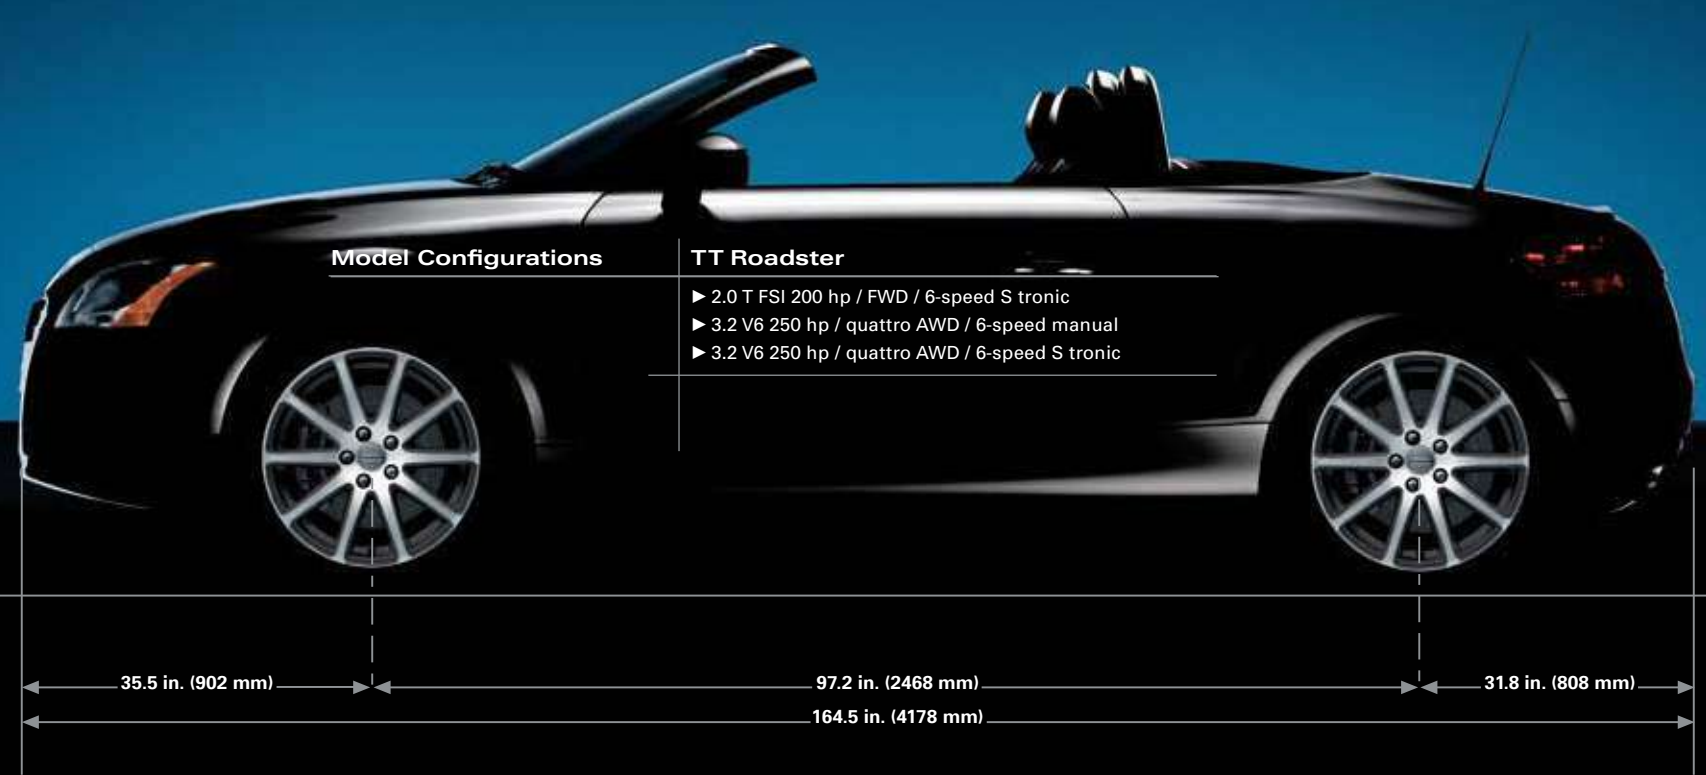 Model Configurations
TT Roadster
▶ 2.0 T FSI 200 hp / FWD / 6-speed S tronic
▶ 3.2 V6 250 hp / quattro AWD / 6-speed manual
▶ 3.2 V6 250 hp / quattro AWD / 6-speed S tronic
35.5 in. (902 mm)
97.2 in. (2468 mm)
31.8 in. (808 mm)
164.5 in. (4178 mm)